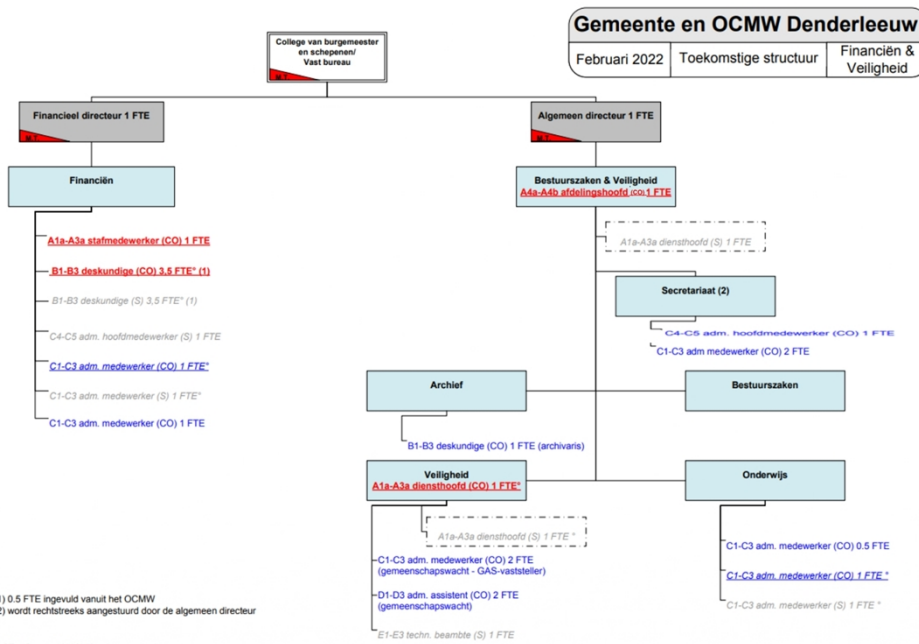 Gemeente en OCMW Denderleeuw
Februari 2022
Toekomstige structuur
Financiën &
Veiligheid
College van burgemeester
en schepenen/
Vast bureau
M.T.
Financieel directeur 1 FTE
M.T.
Algemeen directeur 1 FTE
M.T.
Financiën
A1a-A3a stafmedewerker (CO) 1 FTE
B1-B3 deskundige (CO) 3,5 FTE° (1)
B1-B3 deskundige (S) 3,5 FTE° (1)
C4-C5 adm. hoofdmedewerker (S) 1 FTE
C1-C3 adm. medewerker (CO) 1 FTE°
C1-C3 adm. medewerker (S) 1 FTE°
C1-C3 adm. medewerker (CO) 1 FTE
Bestuurszaken & Veiligheid
A4a-A4b afdelingshoofd (CO) 1 FTE
A1a-A3a diensthoofd (S) 1 FTE
Secretariaat (2)
C4-C5 adm. hoofdmedewerker (CO) 1 FTE
C1-C3 adm medewerker (CO) 2 FTE
Archief
B1-B3 deskundige (CO) 1 FTE (archivaris)
Bestuurszaken
Veiligheid
A1a-A3a diensthoofd (CO) 1 FTE°
A1a-A3a diensthoofd (S) 1 FTE °
C1-C3 adm. medewerker (CO) 2 FTE
(gemeenschapswacht - GAS-vaststeller)
D1-D3 adm. assistent (CO) 2 FTE
(gemeenschapswacht)
E1-E3 techn. beambte (S) 1 FTE
Onderwijs
C1-C3 adm. medewerker (CO) 0.5 FTE
C1-C3 adm. medewerker (CO) 1 FTE °
C1-C3 adm. medewerker (S) 1 FTE °
1) 0.5 FTE ingevuld vanuit het OCMW
2) wordt rechtstreeks aangestuurd door de algemeen directeur